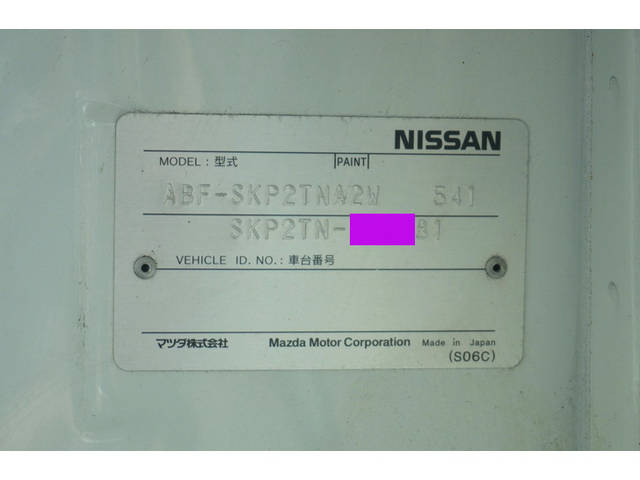 NISSAN
MODEL : 型式 PAINT
ABF-SKP2TNA2W 541
SKP2TN- 81
VEHICLE ID. NO. : 車台番号
マツダ株式会社 Mazda Motor Corporation Made in Japan
(S06C)